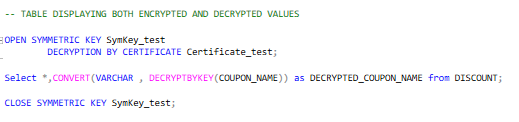 -- TABLE DISPLAYING BOTH ENCRYPTED AND DECRYPTED VALUES
OPEN SYMMETRIC KEY SymKey_test
DECRYPTION BY CERTIFICATE Certificate_test;
Select *,CONVERT(VARCHAR , DECRYPTBYKEY(COUPON_NAME)) as DECRYPTED_COUPON_NAME from DISCOUNT;
CLOSE SYMMETRIC KEY SymKey_test;